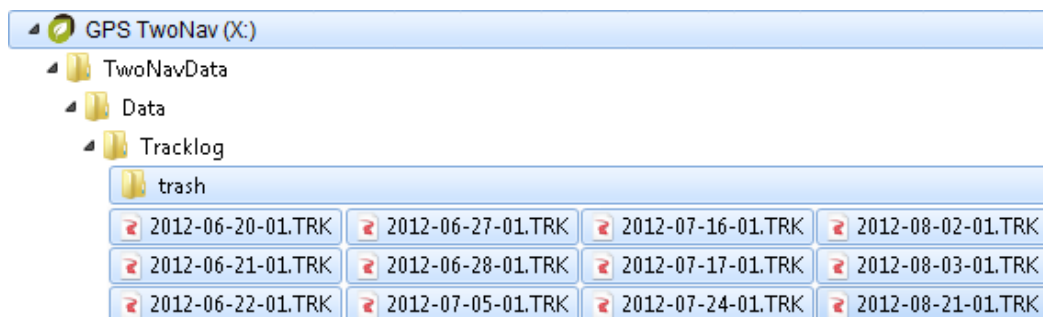 GPS TwoNav (X:)
TwoNavData
Data
Tracklog
trash
2012-06-20-01.TRK 2012-06-27-01.TRK 2012-07-16-01.TRK 2012-08-02-01.TRK
2012-06-21-01.TRK 2012-06-28-01.TRK 2012-07-17-01.TRK 2012-08-03-01.TRK
2012-06-22-01.TRK 2012-07-05-01.TRK 2012-07-24-01.TRK 2012-08-21-01.TRK